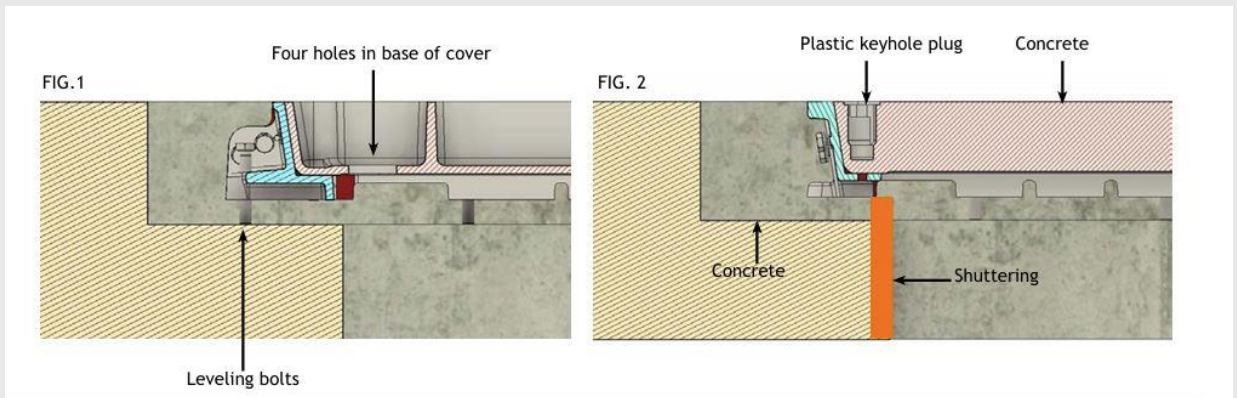 FIG.1
Four holes in base of cover
Leveling bolts
FIG. 2
Plastic keyhole plug
Concrete
Concrete
Shuttering